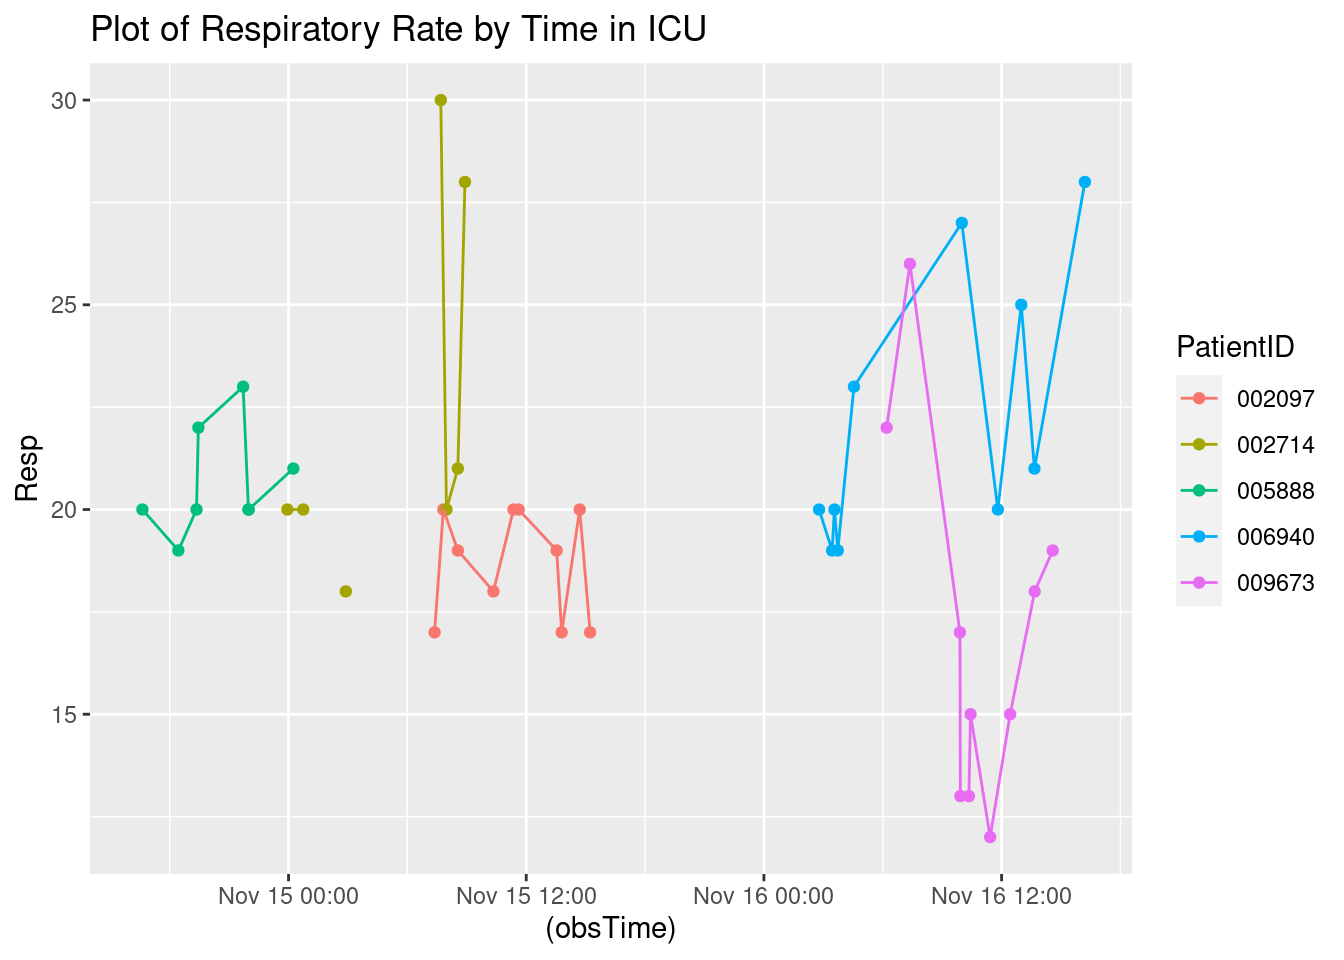 Plot of Respiratory Rate by Time in ICU
30
25
20
15
Resp
Nov 15 00:00
Nov 15 12:00
Nov 16 00:00
Nov 16 12:00
(obsTime)
PatientID
002097
002714
005888
006940
009673